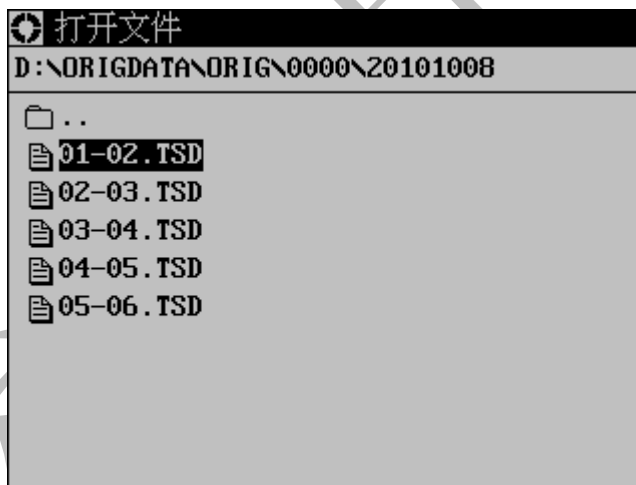 打开文件
D:\ORIGDATA\ORIG\0000\20101008
..
01-02.TSD
02-03.TSD
03-04.TSD
04-05.TSD
05-06.TSD